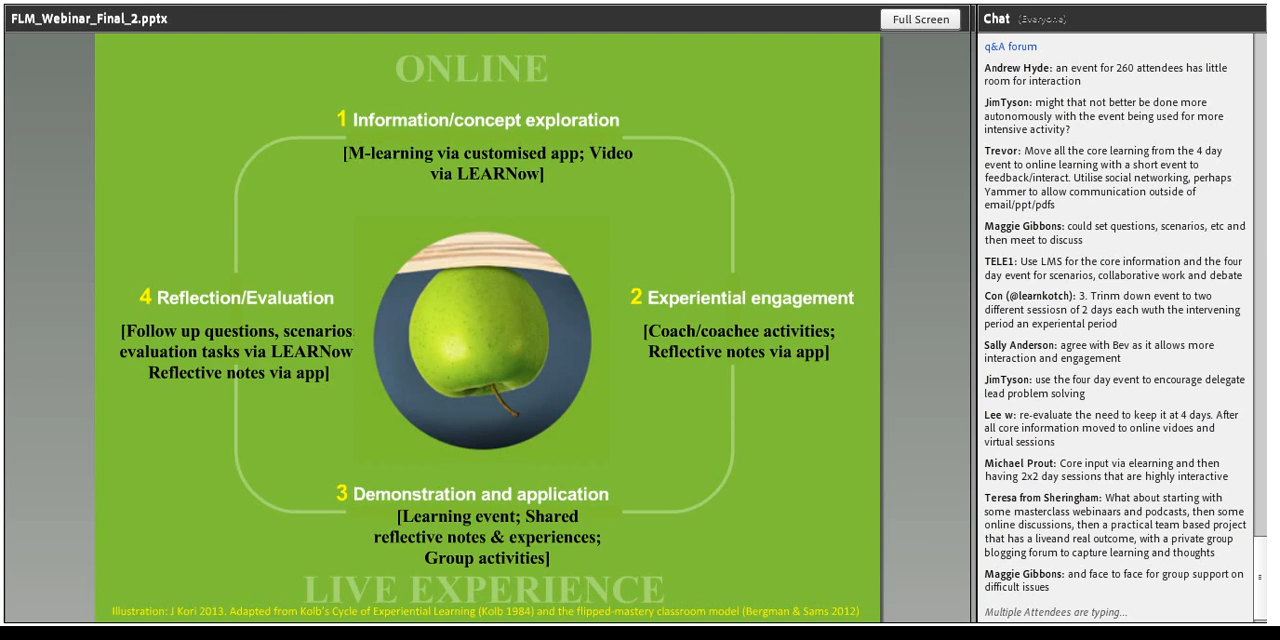 FLM_Webinar_Final_2.pptx
Full Screen
ONLINE
1 Information/concept exploration
[M-learning via customised app; Video
via LEARNow]
4 Reflection/Evaluation
[Follow up questions, scenarios;
evaluation tasks via LEARNow
Reflective notes via app]
2 Experiential engagement
[Coach/coachee activities;
Reflective notes via app]
3 Demonstration and application
[Learning event; Shared
reflective notes & experiences;
Group activities]
LIVE EXPERIENCE
Illustration: J Kori 2013. Adapted from Kolb's Cycle of Experiential Learning (Kolb 1984) and the flipped-mastery classroom model (Bergman & Sams 2012)
Chat (Everyone)
q&A forum
Andrew Hyde: an event for 260 attendees has little
room for interaction
JimTyson: might that not better be done more
autonomously with the event being used for more
intensive activity?
Trevor: Move all the core learning from the 4 day
event to online learning with a short event to
feedback/interact. Utilise social networking, perhaps
Yammer to allow communication outside of
email/ppt/pdfs
Maggie Gibbons: could set questions, scenarios, etc and
then meet to discuss
TELE1: Use LMS for the core information and the four
day event for scenarios, collaborative work and debate
Con (@learnkotch): 3. Trinm down event to two
different sessiosn of 2 days each wuth the intervening
period an experiental period
Sally Anderson: agree with Bev as it allows more
interaction and engagement
JimTyson: use the four day event to encourage delegate
lead problem solving
Lee w: re-evaluate the need to keep it at 4 days. After
all core information moved to online vidoes and
virtual sessions
Michael Prout: Core input via elearning and then
having 2x2 day sessions that are highly interactive
Teresa from Sheringham: What about starting with
some masterclass webinaars and podcasts, then some
online discussions, then a practical team based project
that has a liveand real outcome, with a private group
blogging forum to capture learning and thoughts
Maggie Gibbons: and face to face for group support on
difficult issues
Multiple Attendees are typing...